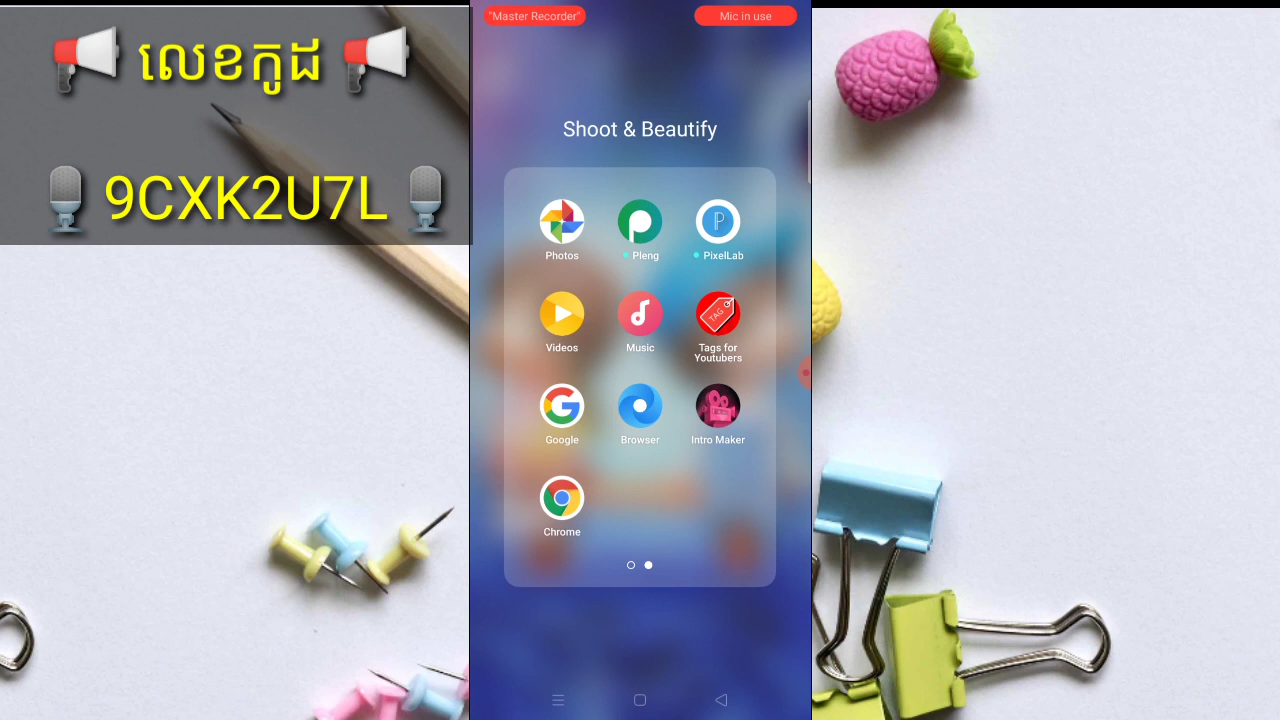 លេខកូដ
9CXK2U7L
"Master Recorder"
Mic in use
Shoot & Beautify
Photos
Pleng
PixelLab
Videos
Music
TAG
Tags for
Youtubers
Google
Browser
Intro Maker
Chrome